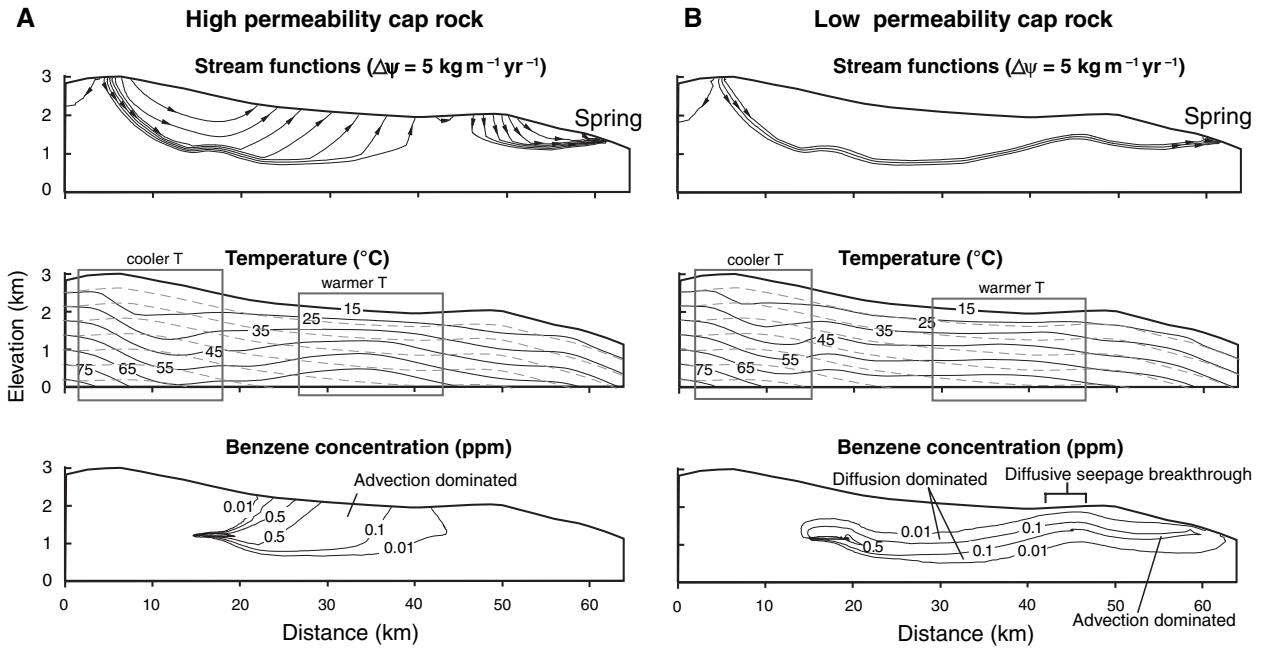 A
High permeability cap rock
Stream functions (Δψ = 5 kg m⁻¹ yr⁻¹)
3
2
1
0
Spring
Temperature (°C)
cooler T
warmer T
Elevation (km)
3
2
1
0
15
25
35
45
75
65
55
Benzene concentration (ppm)
Advection dominated
3
2
1
0
0.01
0.5
0.5
0.1
0.01
0
10
20
30
40
50
60
Distance (km)
B
Low permeability cap rock
Stream functions (Δψ = 5 kg m⁻¹ yr⁻¹)
3
2
1
0
Spring
Temperature (°C)
cooler T
warmer T
3
2
1
0
15
25
35
45
55
75
65
Benzene concentration (ppm)
Diffusion dominated
Diffusive seepage breakthrough
3
2
1
0
0.01
0.1
0.5
0.1
0.01
Advection dominated
0
10
20
30
40
50
60
Distance (km)